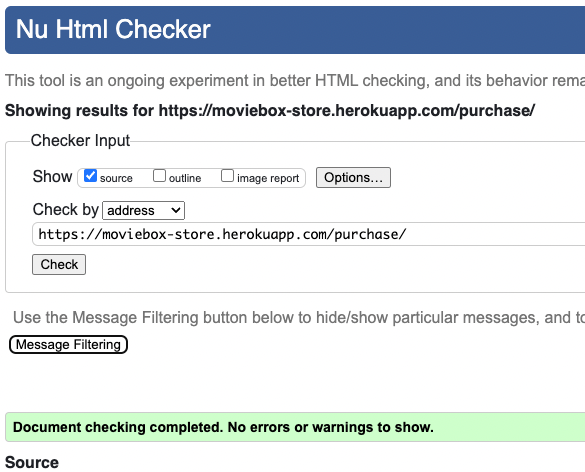 Nu Html Checker
This tool is an ongoing experiment in better HTML checking, and its behavior rema
Showing results for https://moviebox-store.herokuapp.com/purchase/
Checker Input
Show source outline image report Options...
Check by address
https://moviebox-store.herokuapp.com/purchase/
Check
Use the Message Filtering button below to hide/show particular messages, and to
Message Filtering
Document checking completed. No errors or warnings to show.
Source